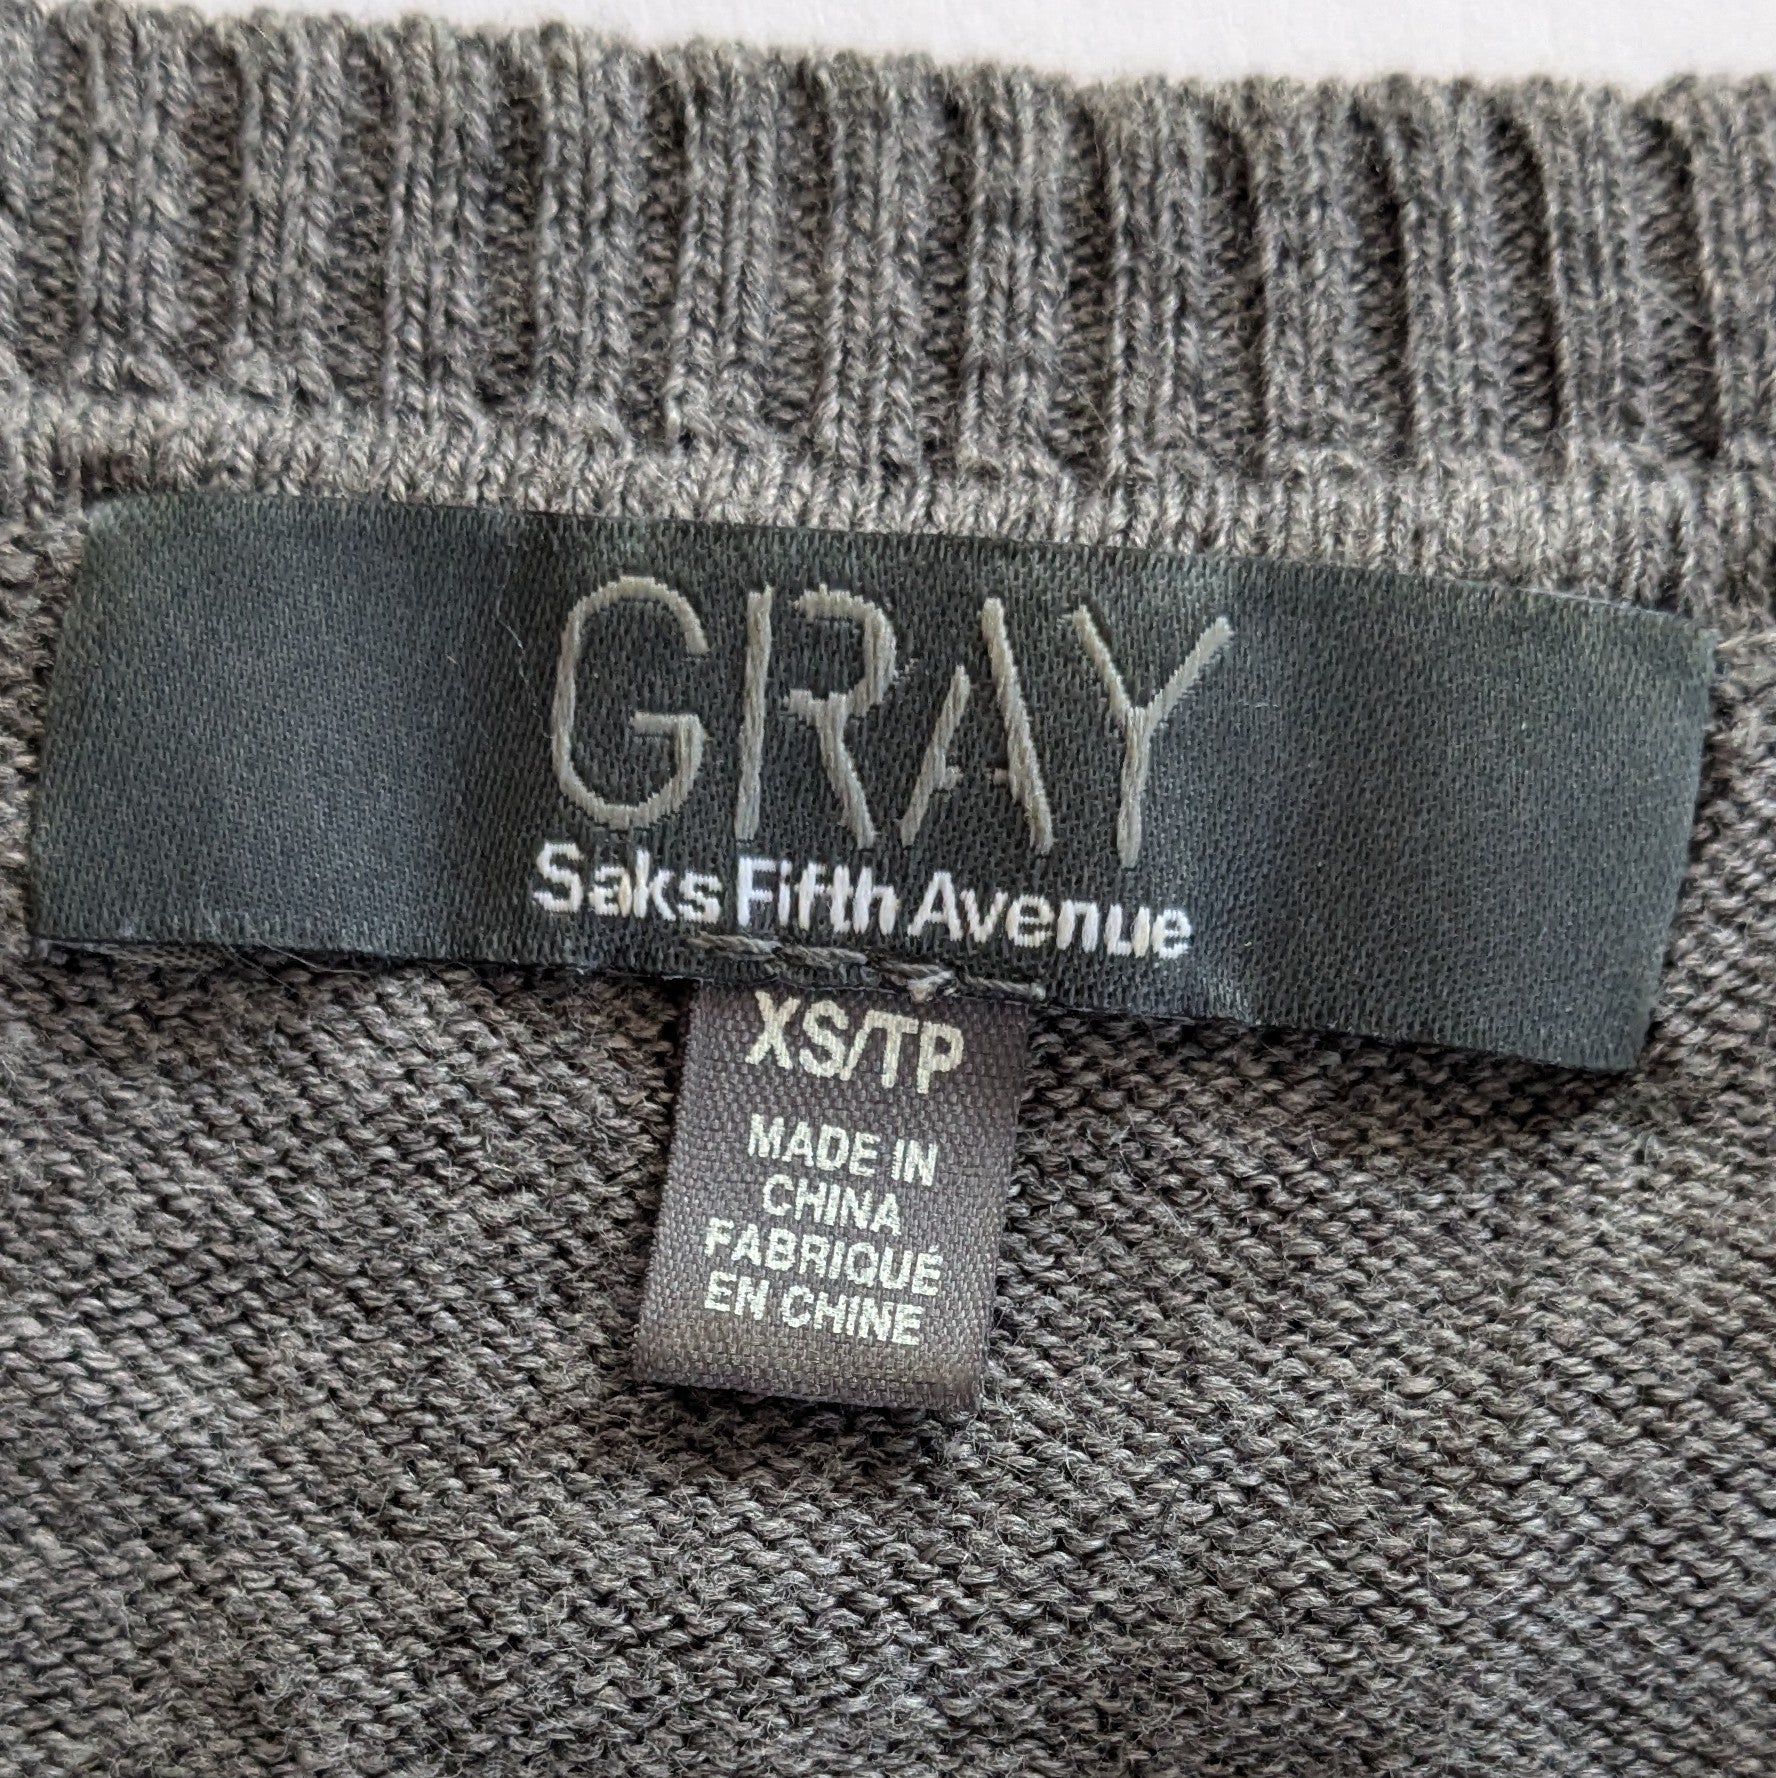 GRAY
Saks Fifth Avenue
XS/TP
MADE IN
CHINA
FABRIQUÉ
EN CHINE